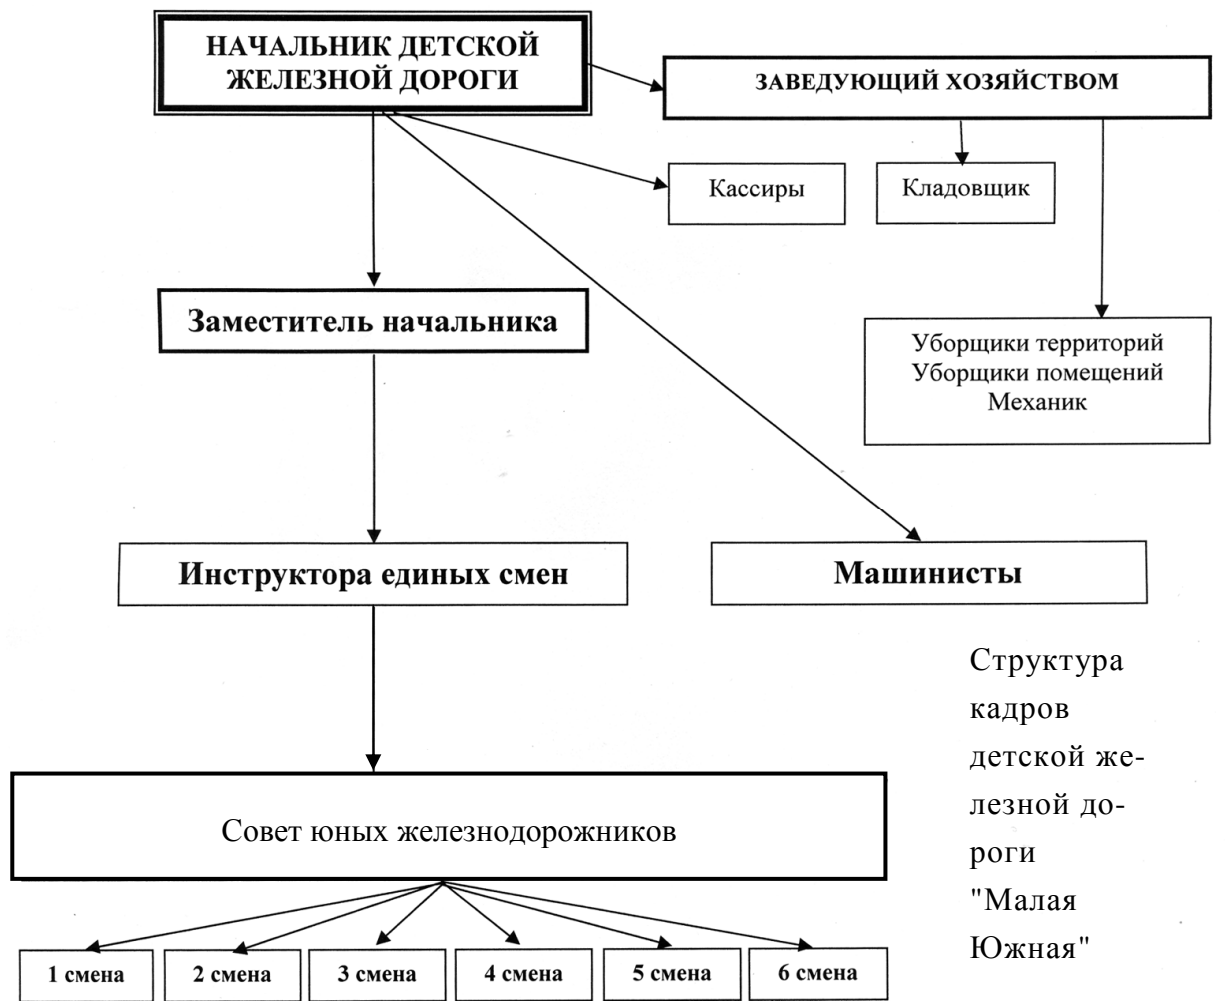 НАЧАЛЬНИК ДЕТСКОЙ
ЖЕЛЕЗНОЙ ДОРОГИ
ЗАВЕДУЮЩИЙ ХОЗЯЙСТВОМ
Кассиры
Кладовщик
Заместитель начальника
Уборщики территорий
Уборщики помещений
Механик
Инструктора единых смен
Машинисты
Структура
кадров
детской же-
лезной до-
роги
"Малая
Южная"
Совет юных железнодорожников
1 смена
2 смена
3 смена
4 смена
5 смена
6 смена